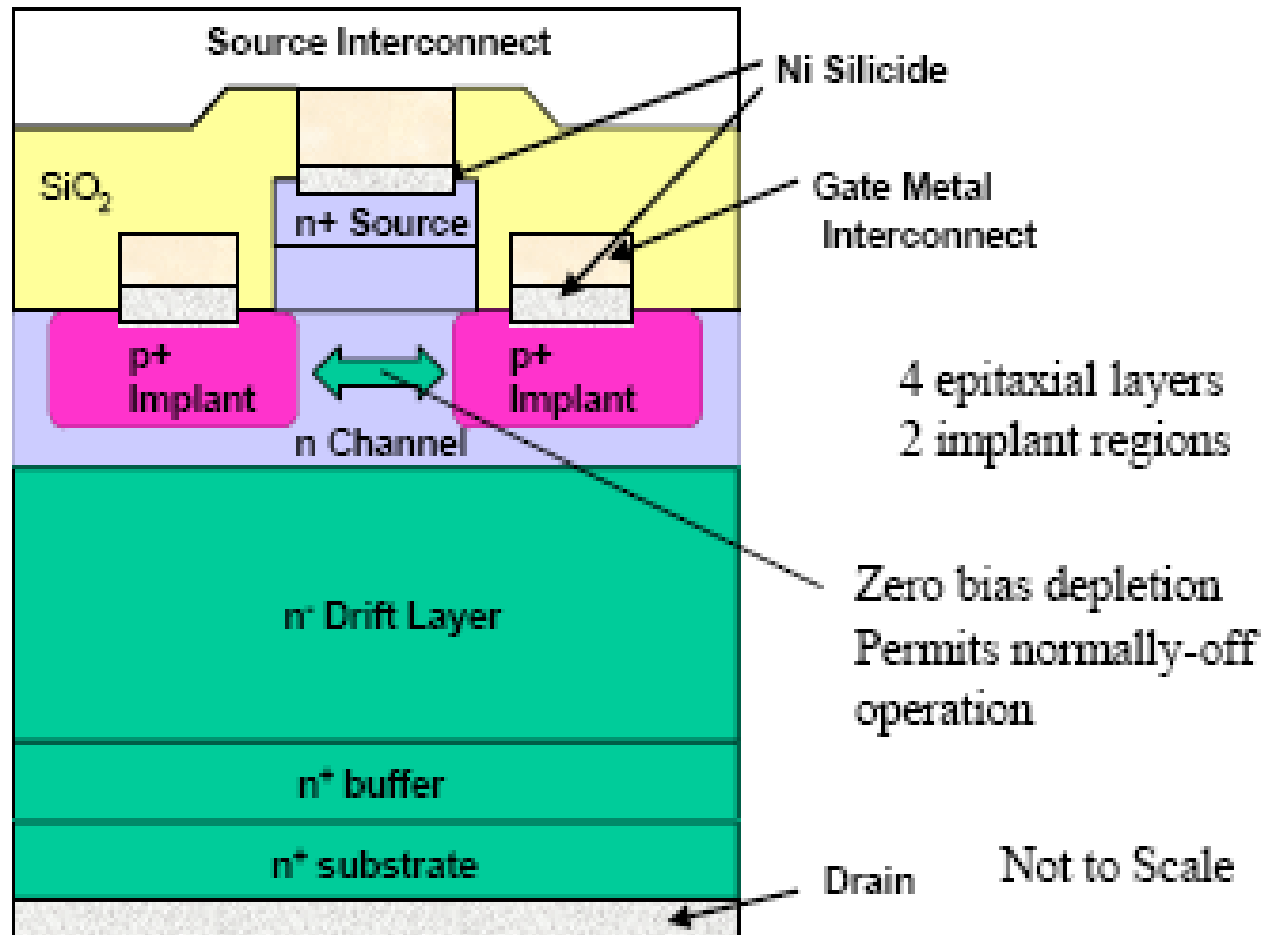 Source Interconnect
Ni Silicide
SiO₂
Gate Metal
Interconnect
n+ Source
p+
Implant
p+
Implant
n Channel
4 epitaxial layers
2 implant regions
n⁻ Drift Layer
Zero bias depletion
Permits normally-off
operation
n⁺ buffer
n⁺ substrate
Drain
Not to Scale